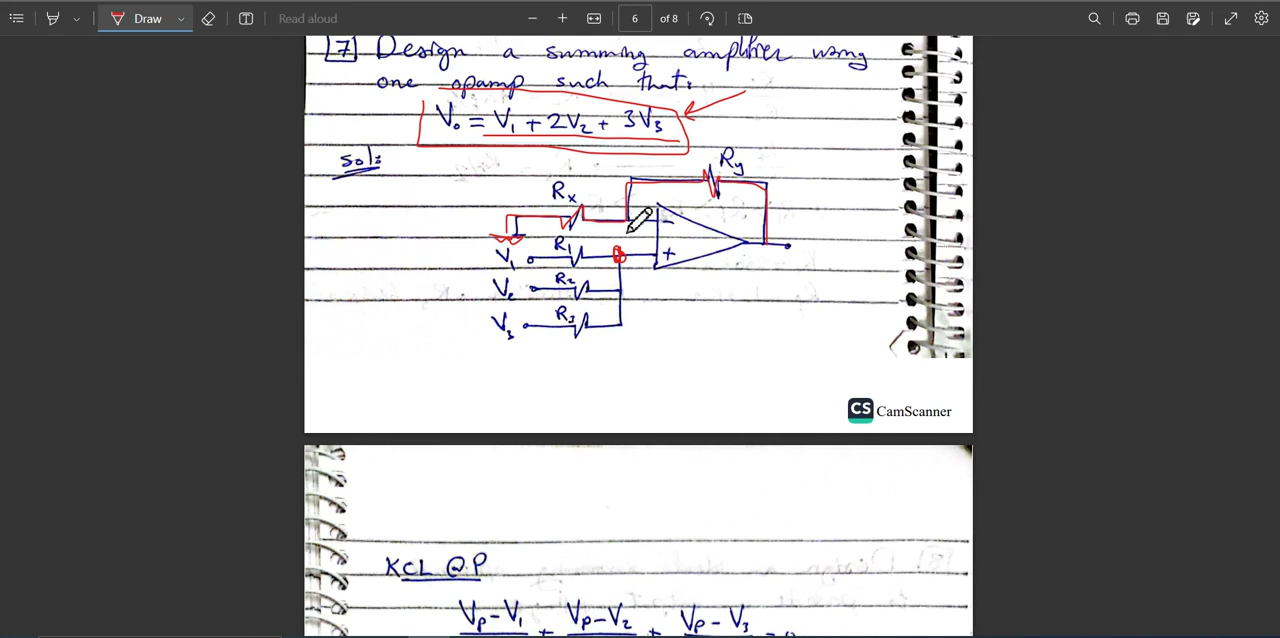 Draw
Read aloud
6 of 8
[7] Design a summing amplifier using
one opamp such that:
V₀ = V₁ + 2V₂ + 3V₃
Sol:
Ry
Rx
−
V₁ R₁ +
V₂ R₂
V₃ R₃
CS CamScanner
KCL @P
Vp-V₁ + Vp-V₂ + Vp-V₃